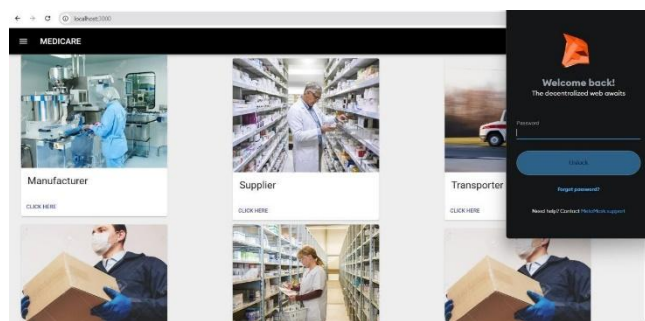 localhost:3000
MEDICARE
Welcome back!
The decentralized web awaits
Password
Unlock
Forgot password?
Need help? Contact MetaMask support
Manufacturer
CLICK HERE
Supplier
CLICK HERE
Transporter
CLICK HERE